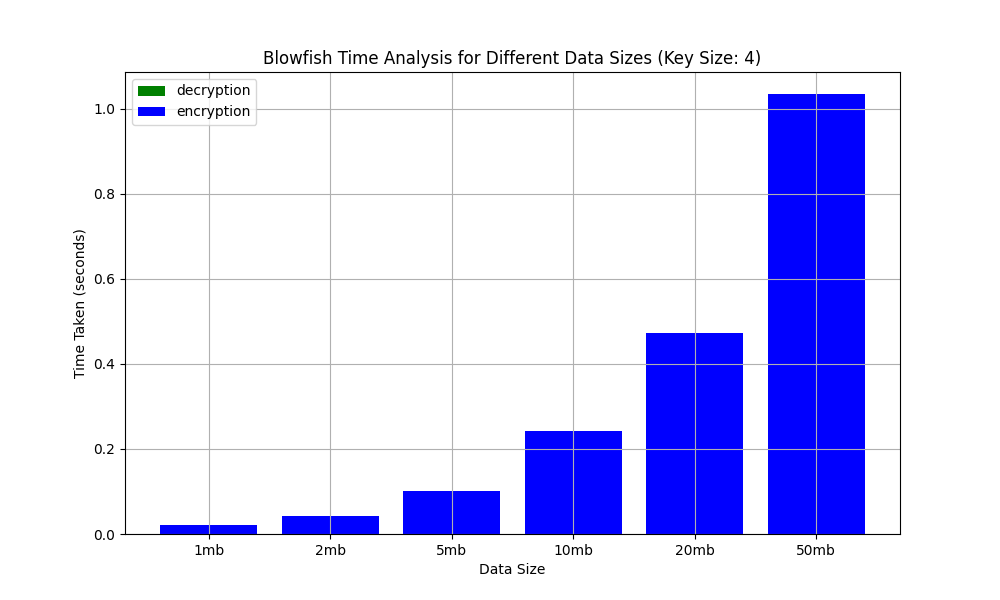 Blowfish Time Analysis for Different Data Sizes (Key Size: 4)
decryption
encryption
Time Taken (seconds)
1.0
0.8
0.6
0.4
0.2
0.0
1mb 2mb 5mb 10mb 20mb 50mb
Data Size